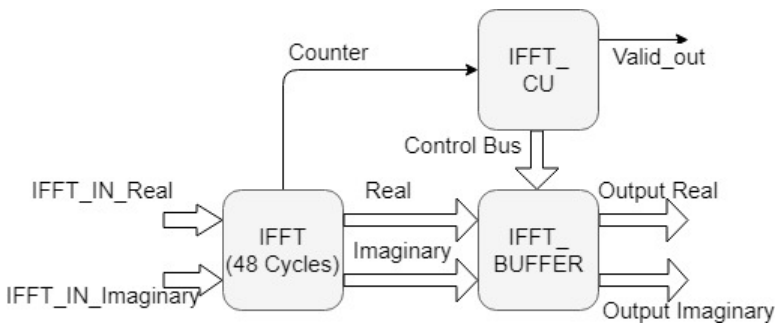 Counter
IFFT_
CU
Valid_out
Control Bus
IFFT_IN_Real
Real
Output Real
IFFT
(48 Cycles)
Imaginary
IFFT_
BUFFER
IFFT_IN_Imaginary
Output Imaginary